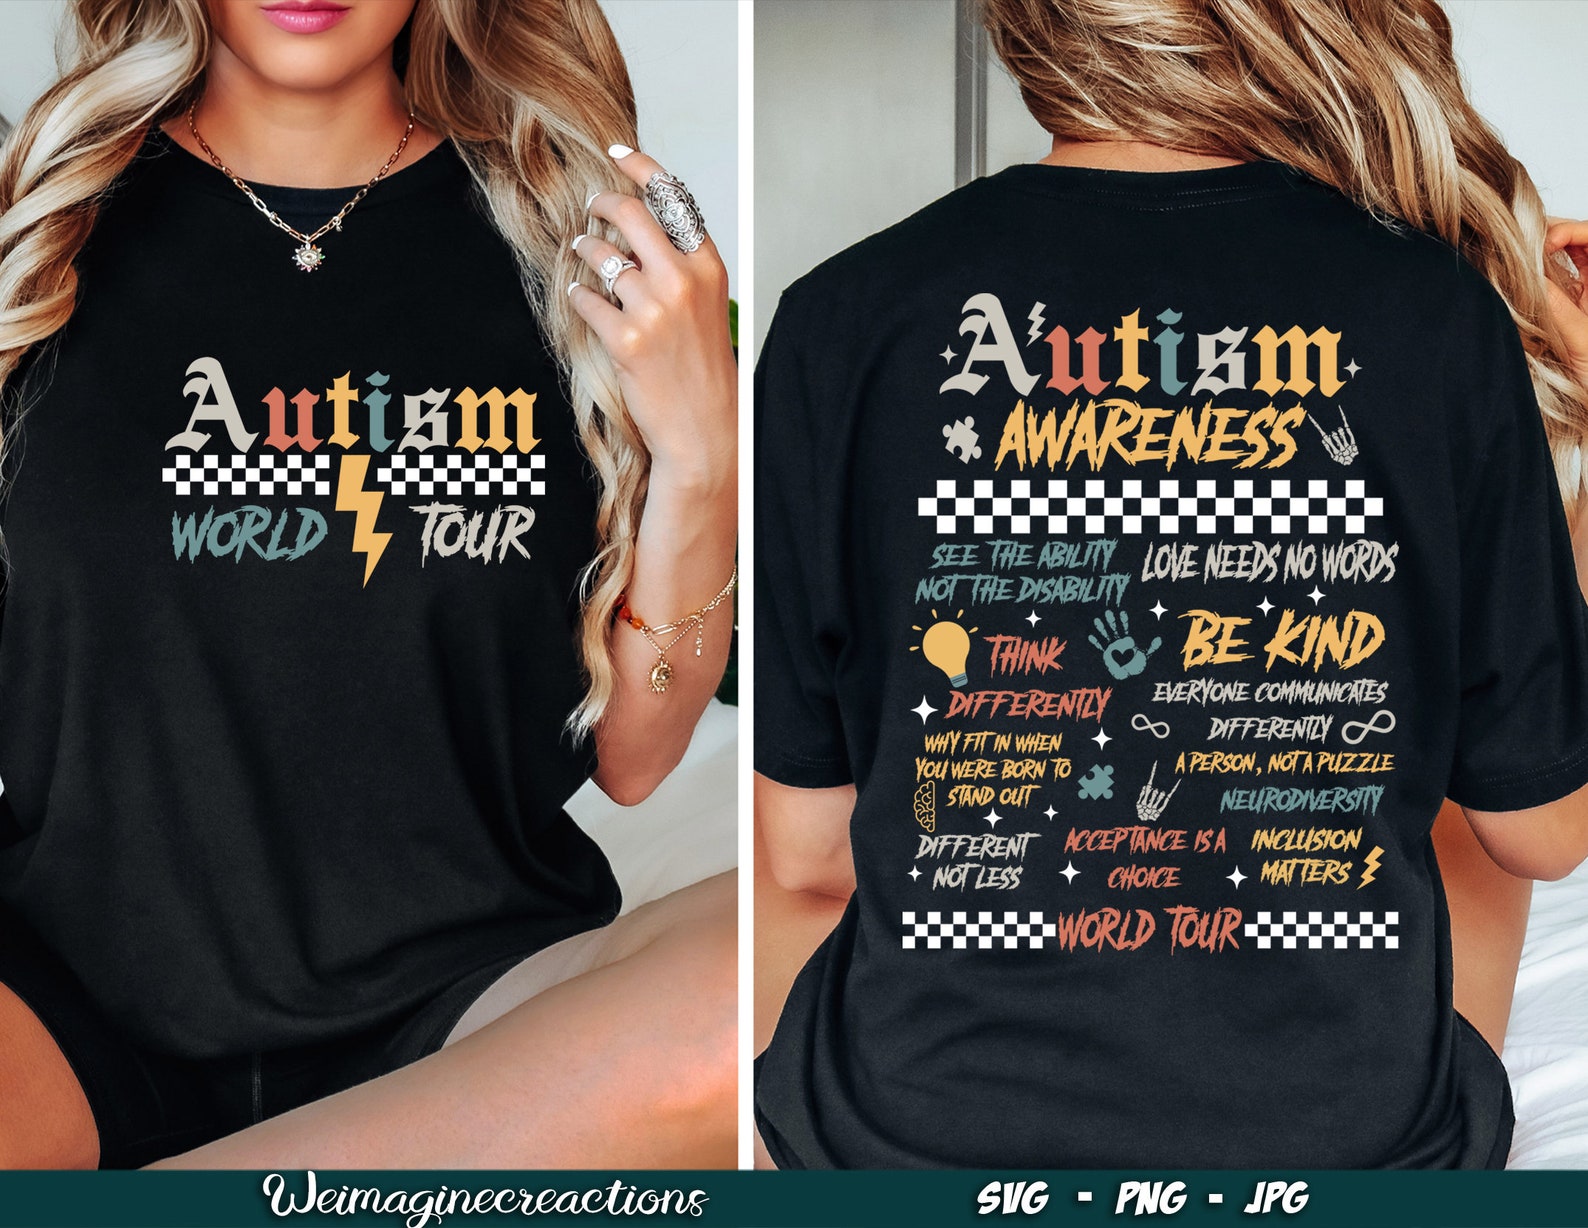 Autism
WORLD TOUR
Autism
AWARENESS
SEE THE ABILITY
NOT THE DISABILITY
LOVE NEEDS NO WORDS
THINK
DIFFERENTLY
BE KIND
EVERYONE COMMUNICATES
DIFFERENTLY
WHY FIT IN WHEN
YOU WERE BORN TO
STAND OUT
A PERSON, NOT A PUZZLE
NEURODIVERSITY
DIFFERENT
NOT LESS
ACCEPTANCE IS A
CHOICE
INCLUSION
MATTERS
WORLD TOUR
Weimaginecreactions
SVG - PNG - JPG